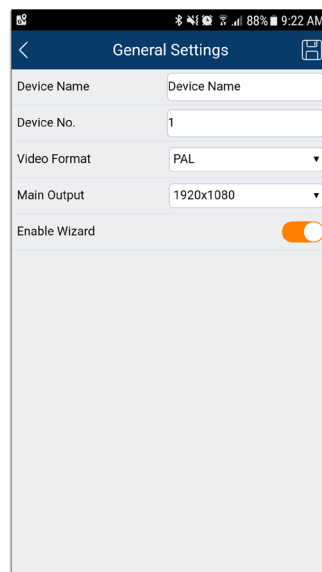 88% 9:22 AM
General Settings
Device Name Device Name
Device No. 1
Video Format PAL
Main Output 1920x1080
Enable Wizard